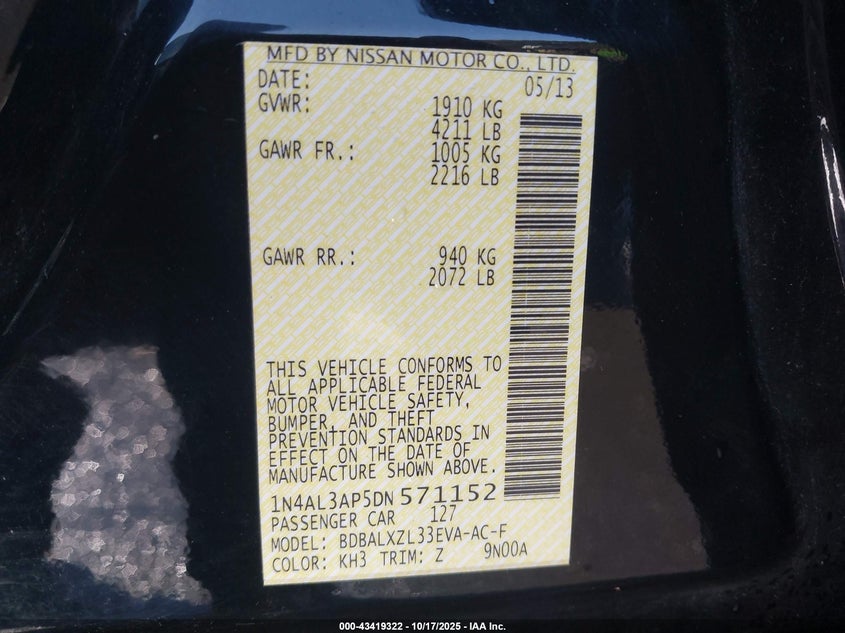 MFD BY NISSAN MOTOR CO., LTD.
DATE: 05/13
GVWR: 1910 KG
4211 LB
GAWR FR.: 1005 KG
2216 LB
GAWR RR.: 940 KG
2072 LB
THIS VEHICLE CONFORMS TO
ALL APPLICABLE FEDERAL
MOTOR VEHICLE SAFETY,
BUMPER, AND THEFT
PREVENTION STANDARDS IN
EFFECT ON THE DATE OF
MANUFACTURE SHOWN ABOVE.
1N4AL3AP5DN571152
PASSENGER CAR 127
MODEL: BDBALXZL33EVA-AC-F
COLOR: KH3 TRIM: Z 9N00A
000-43419322 - 10/17/2025 - IAA Inc.